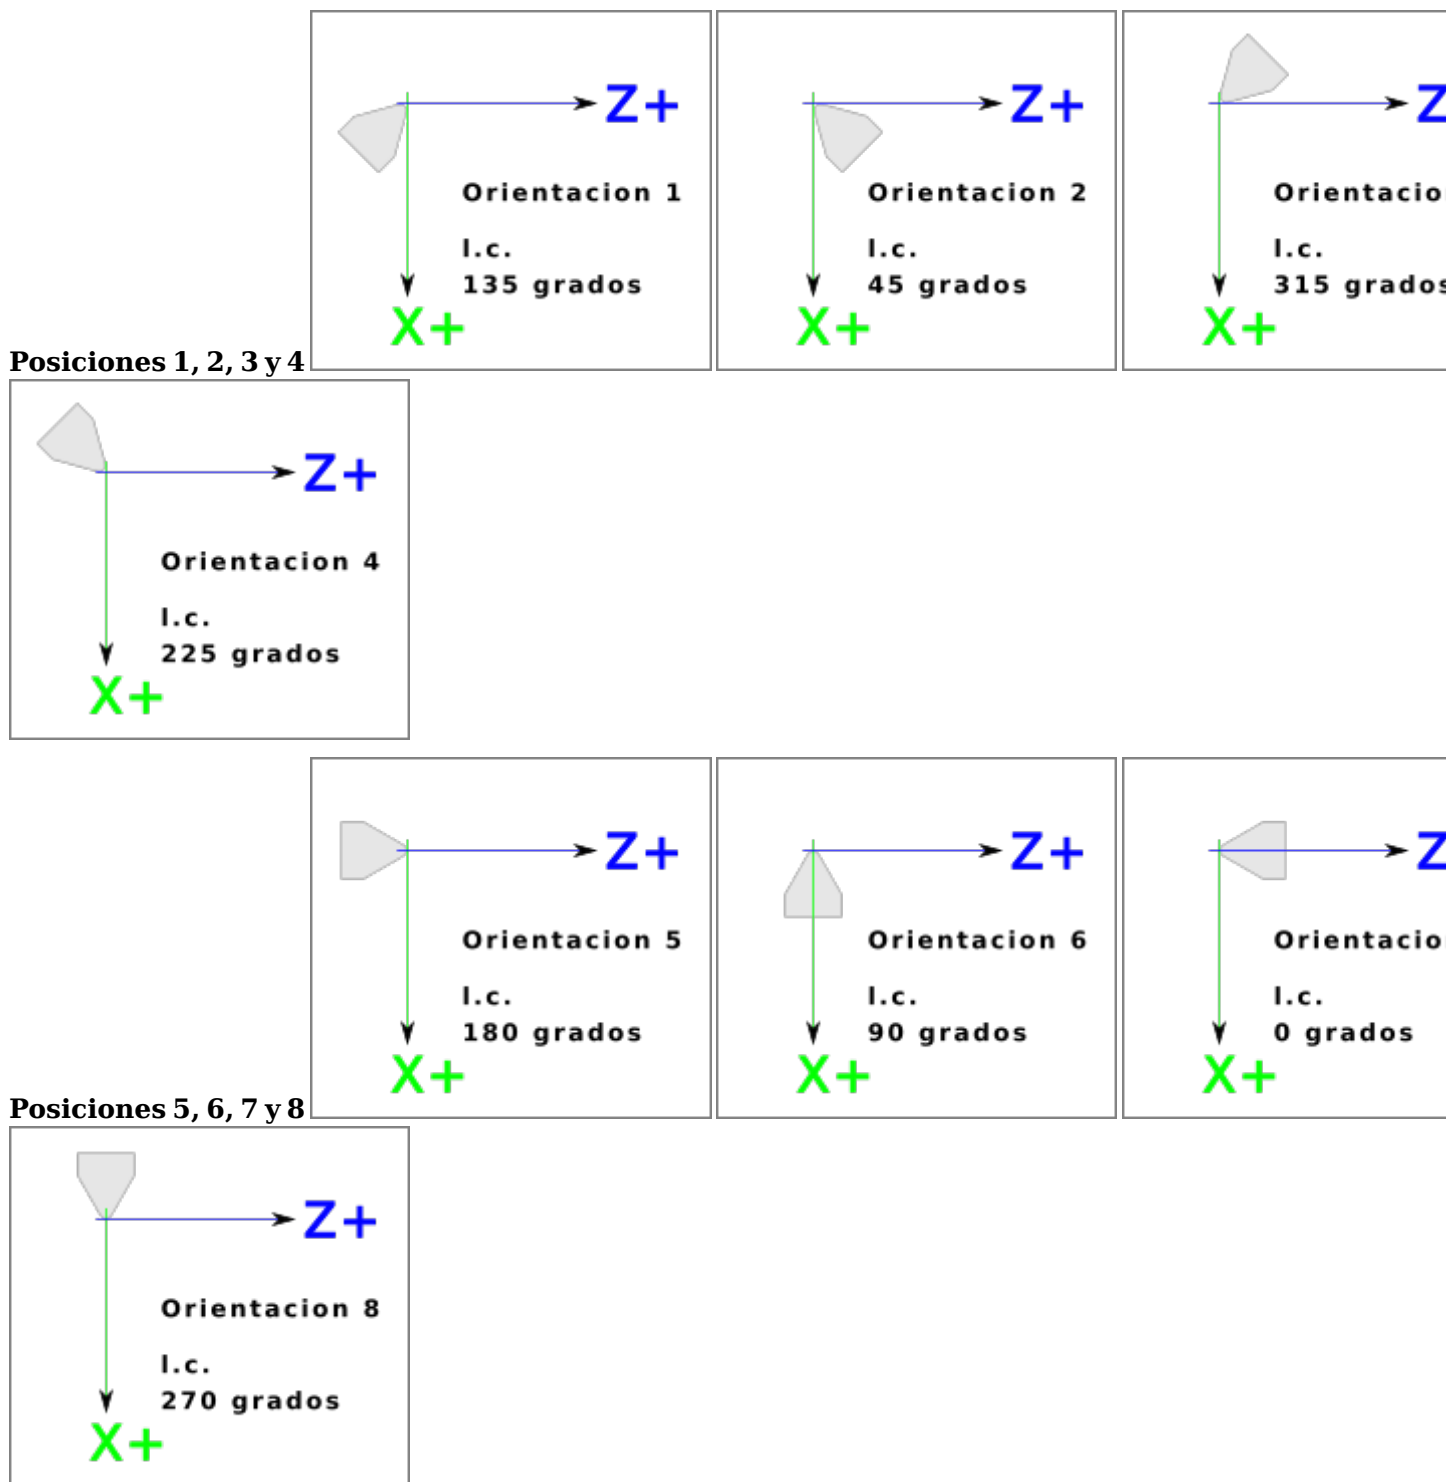 Z+
Orientacion 1
l.c.
135 grados
X+
Z+
Orientacion 2
l.c.
45 grados
X+
Z
l.c.
315
X+
Posiciones 1, 2, 3 y 4
Z+
Orientacion 4
l.c.
225 grados
X+
Z+
Orientacion 5
l.c.
180 grados
X+
Z+
Orientacion 6
l.c.
90 grados
X+
Z
l.c.
0 grados
X+
Posiciones 5, 6, 7 y 8
Z+
Orientacion 8
l.c.
270 grados
X+